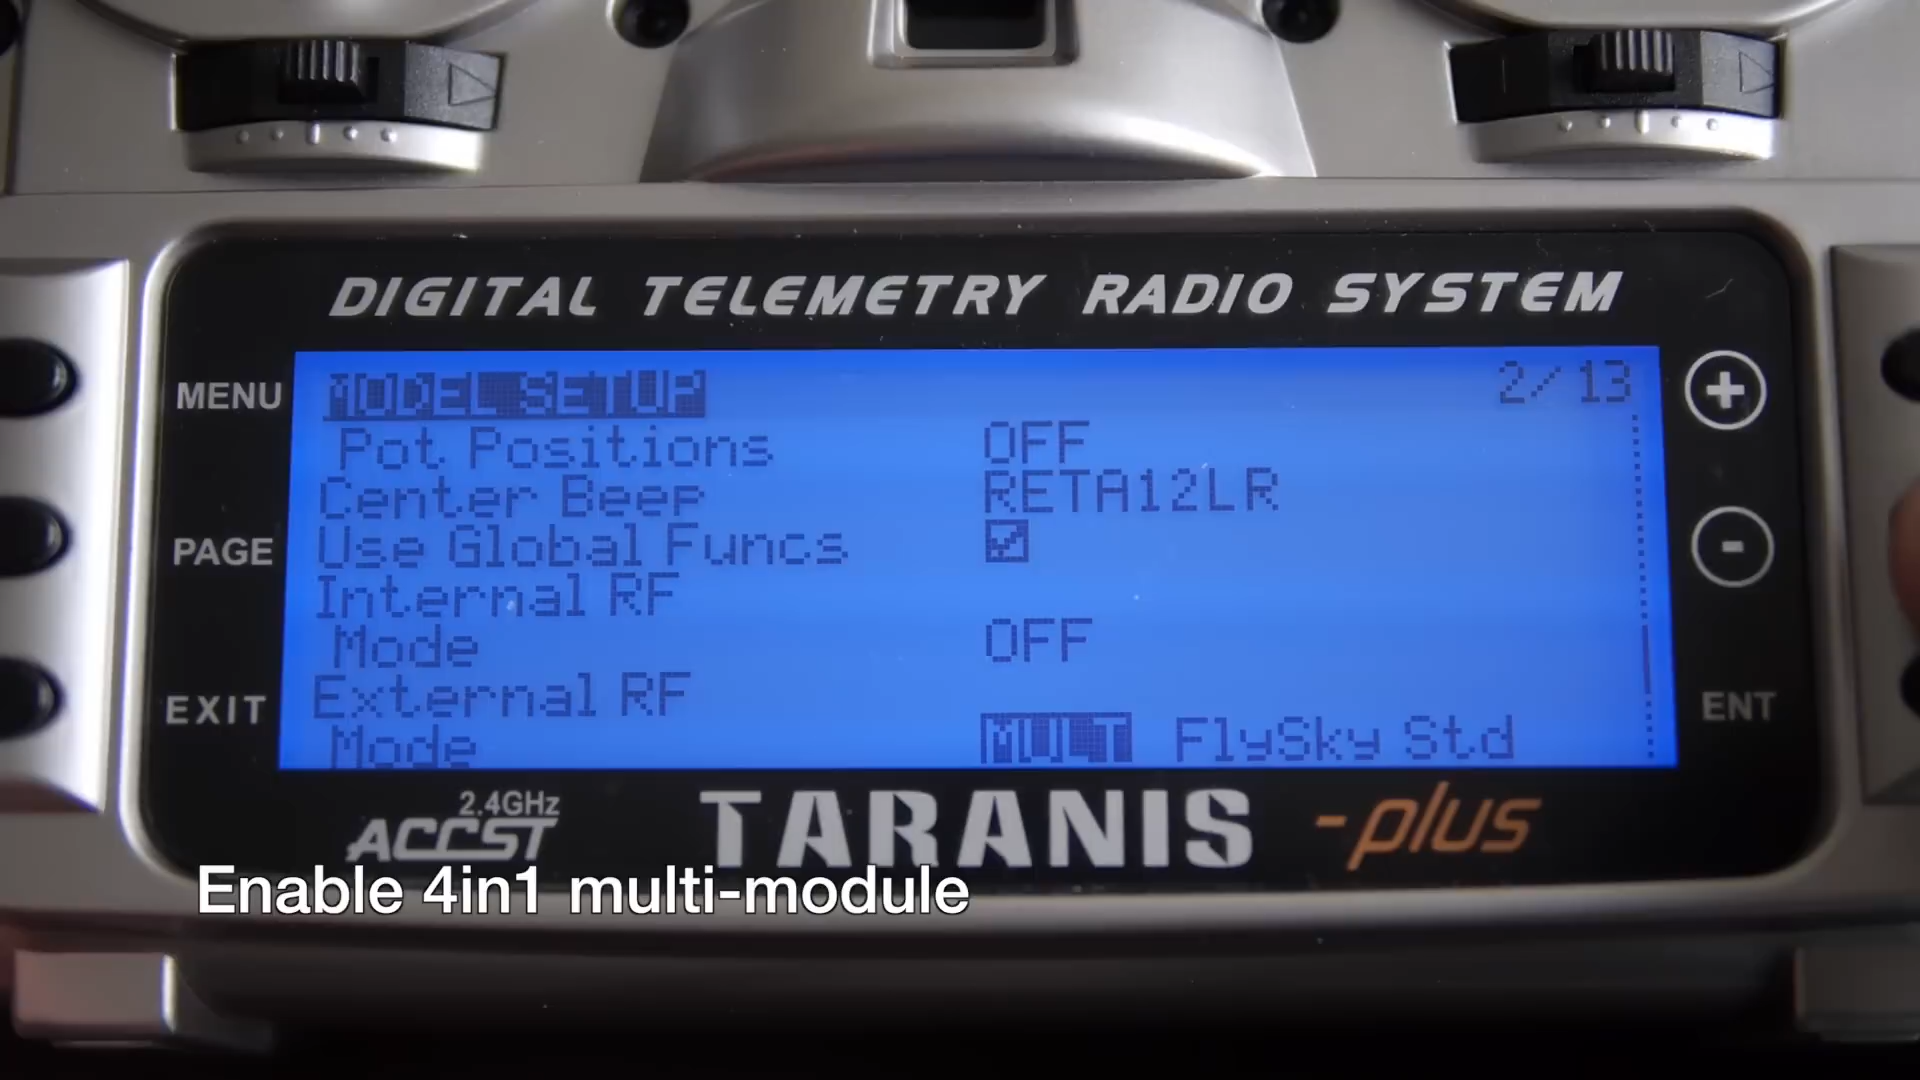 DIGITAL TELEMETRY RADIO SYSTEM
MODEL SETUP 2/13
Pot Positions OFF
Center Beep RETA12LR
Use Global Funcs
Internal RF
Mode OFF
External RF
Mode MULT FlySky Std
MENU
PAGE
EXIT
+
-
ENT
2.4GHz
ACCST
TARANIS -plus
Enable 4in1 multi-module